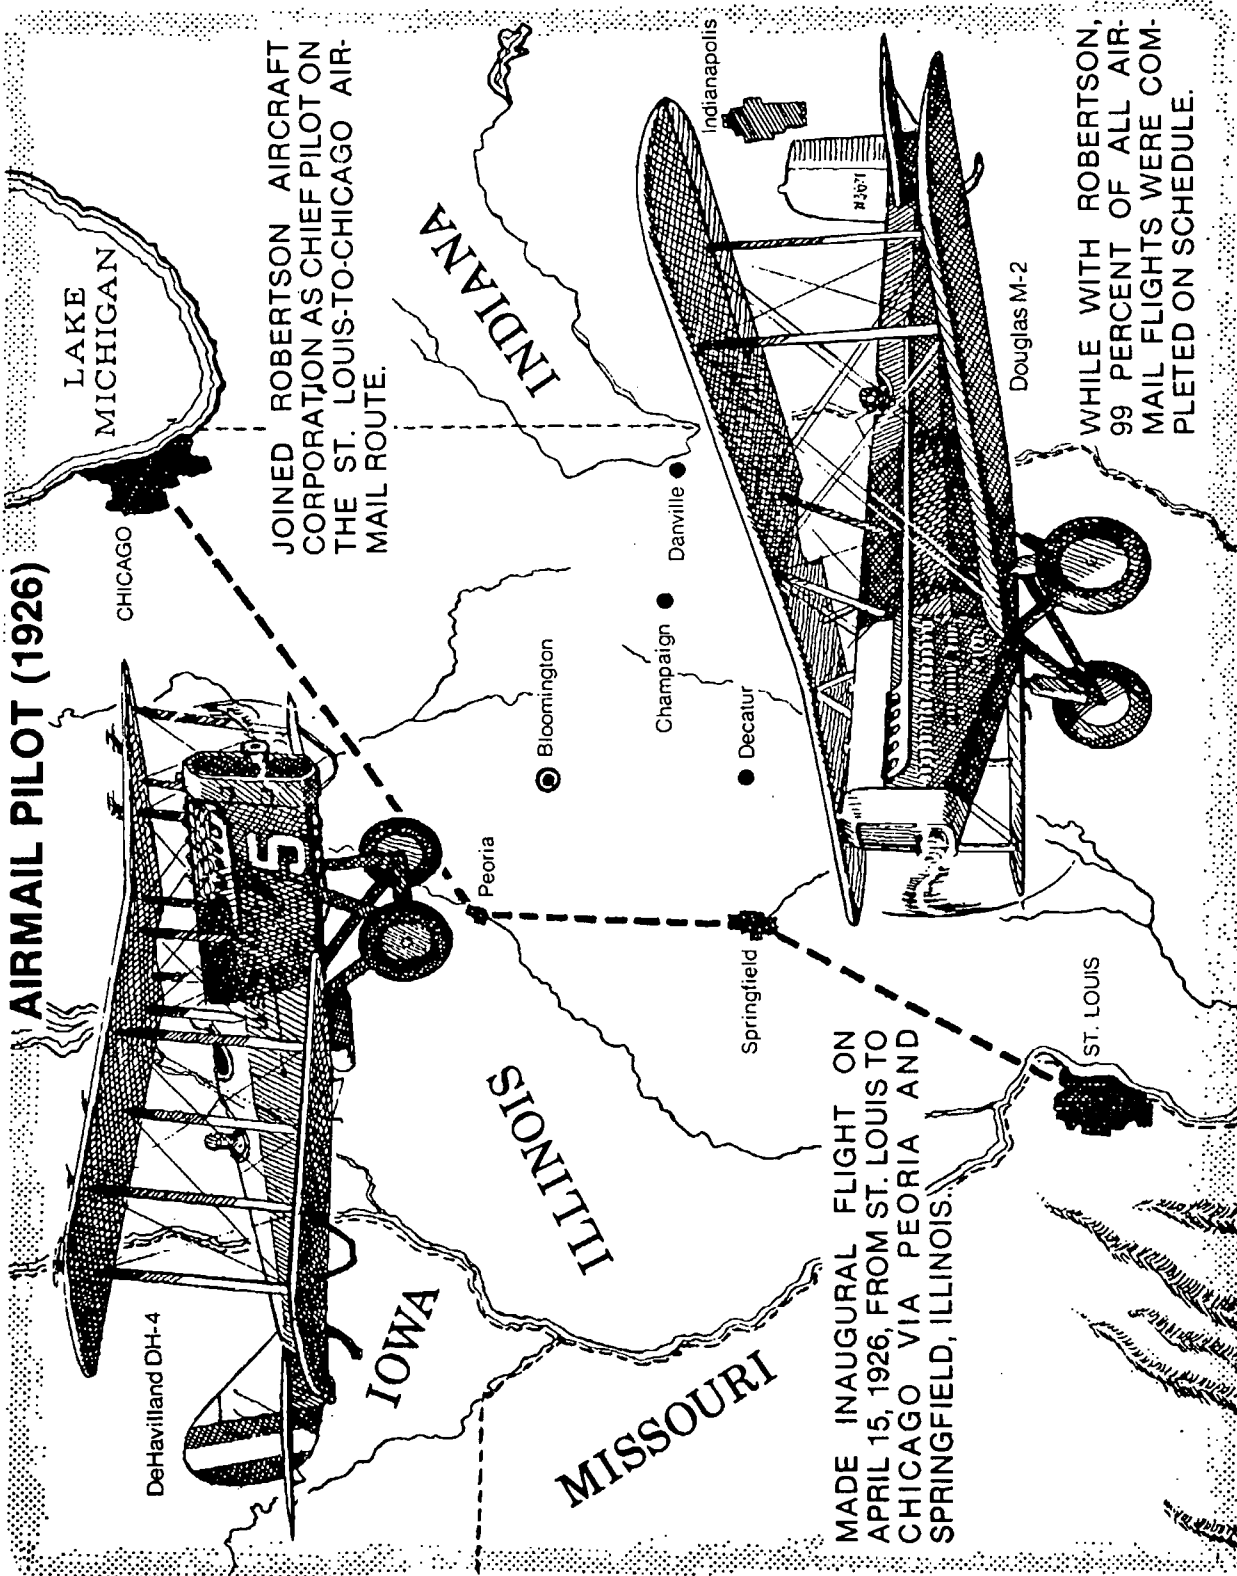 AIRMAIL PILOT (1926)
LAKE
MICHIGAN
CHICAGO
JOINED ROBERTSON AIRCRAFT
CORPORATION AS CHIEF PILOT ON
THE ST. LOUIS-TO-CHICAGO AIR-
MAIL ROUTE.
DeHavilland DH-4
5
IOWA
ILLINOIS
INDIANA
MISSOURI
Peoria
Bloomington
Champaign
Danville
Decatur
Springfield
Indianapolis
Douglas M-2
ST. LOUIS
MADE INAUGURAL FLIGHT ON
APRIL 15, 1926, FROM ST. LOUIS TO
CHICAGO VIA PEORIA AND
SPRINGFIELD, ILLINOIS.
WHILE WITH ROBERTSON,
99 PERCENT OF ALL AIR-
MAIL FLIGHTS WERE COM-
PLETED ON SCHEDULE.